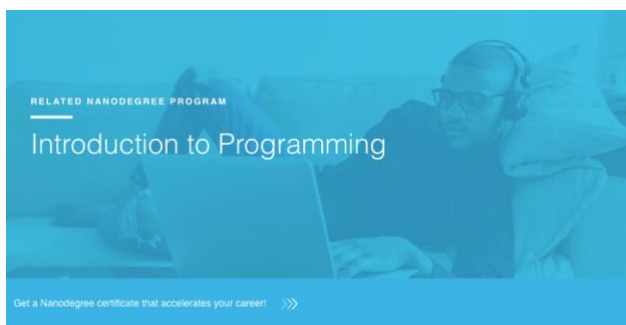 RELATED NANODEGREE PROGRAM
Introduction to Programming
Get a Nanodegree certificate that accelerates your career!